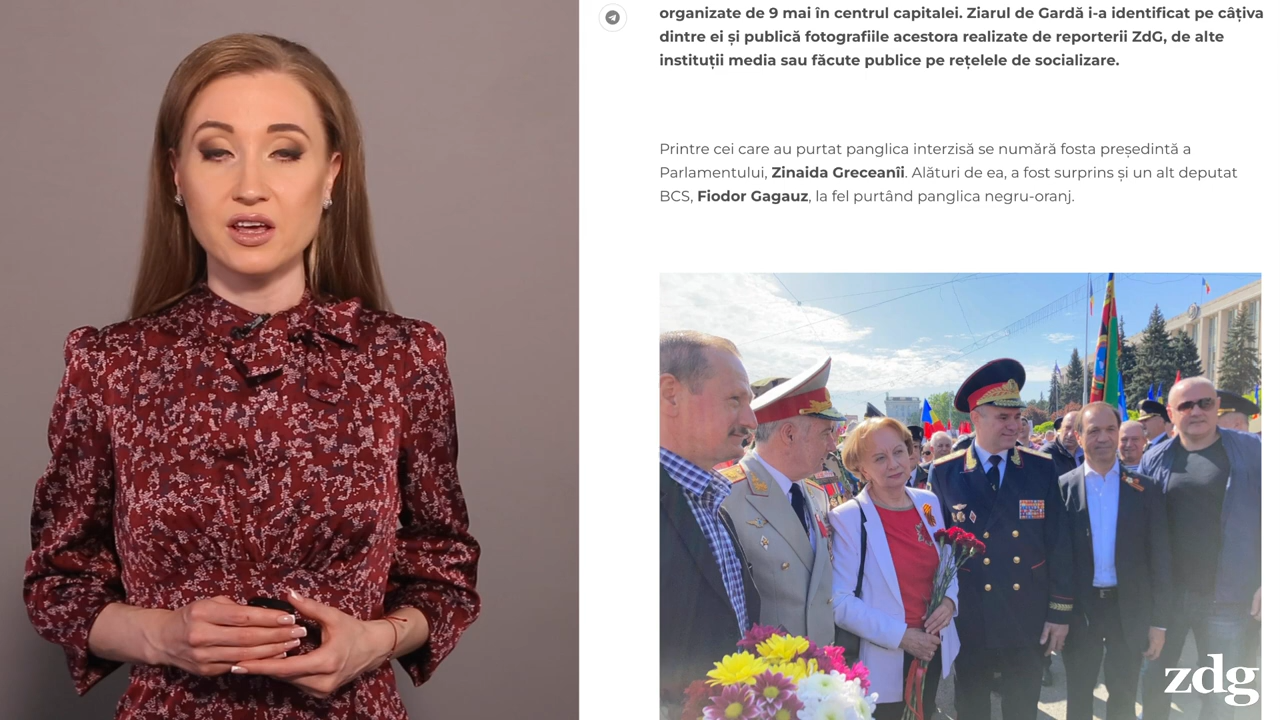 organizate de 9 mai în centrul capitalei. Ziarul de Gardă i-a identificat pe câțiva
dintre ei și publică fotografiile acestora realizate de reporterii ZdG, de alte
instituții media sau făcute publice pe rețelele de socializare.
Printre cei care au purtat panglica interzisă se numără fosta președintă a
Parlamentului, Zinaida Greceanîi. Alături de ea, a fost surprins și un alt deputat
BCS, Fiodor Gagauz, la fel purtând panglica negru-oranj.
zdg